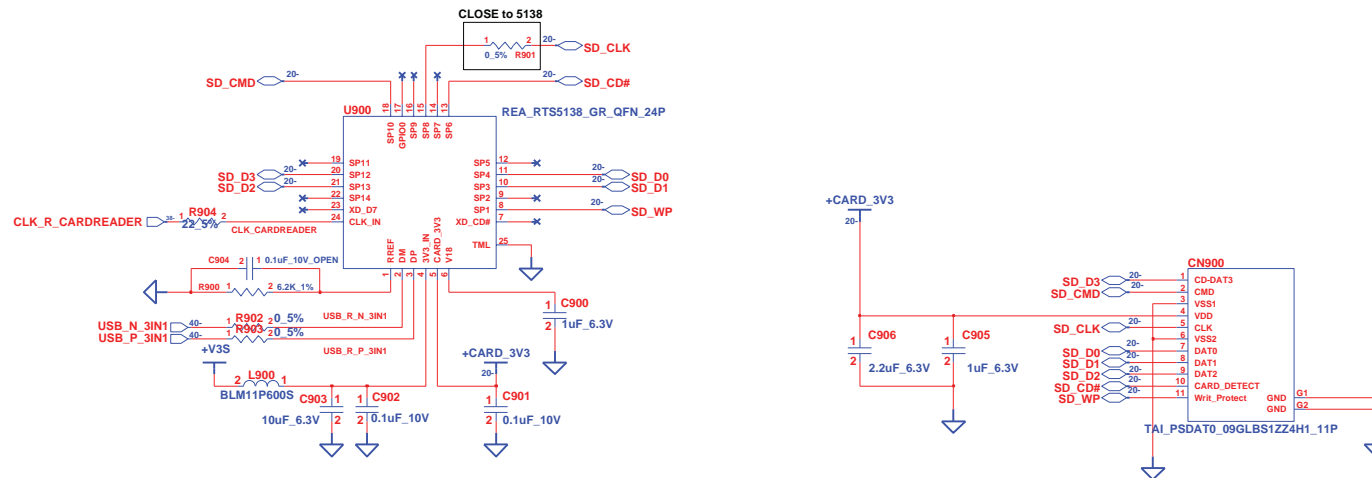 CLOSE to 5138
1 2 20-
0_5% R901 SD_CLK
SD_CMD 20- 20- SD_CD#
18 17 16 15 14 13
U900 REA_RTS5138_GR_QFN_24P
SP10 GPIO0 SP9 SP8 SP7 SP6
19 SP11 SP5 12
SD_D3 20- 20 SP12 SP4 11 20- SD_D0
SD_D2 20- 21 SP13 SP3 10 20- SD_D1
22 SP14 SP2 9
23 XD_D7 SP1 8 20- SD_WP
CLK_R_CARDREADER 38- 1 R904 2 24 CLK_IN XD_CD# 7
22_5% CLK_CARDREADER
TML 25
RREF DM DP 3V3_IN CARD_3V3 V18
1 2 3 4 5 6
C904 2 1 0.1uF_10V_OPEN
R900 1 2 6.2K_1%
USB_R_N_3IN1
USB_N_3IN1 40- 1 R902 2 0_5%
USB_P_3IN1 40- 1 R903 2 0_5%
USB_R_P_3IN1
1 C900
2 1uF_6.3V
+V3S
2 L900 1
BLM11P600S
+CARD_3V3
20-
C903 1 2
10uF_6.3V
1 C902
2 0.1uF_10V
1 C901
2 0.1uF_10V
+CARD_3V3
20-
1 C906
2 2.2uF_6.3V
1 C905
2 1uF_6.3V
CN900
SD_D3 20- 1 CD-DAT3
SD_CMD 20- 2 CMD
3 VSS1
4 VDD
SD_CLK 20- 5 CLK
6 VSS2
SD_D0 20- 7 DAT0
SD_D1 20- 8 DAT1
SD_D2 20- 9 DAT2
SD_CD# 20- 10 CARD_DETECT
SD_WP 20- 11 Writ_Protect GND G1
GND G2
TAI_PSDAT0_09GLBS1ZZ4H1_11P